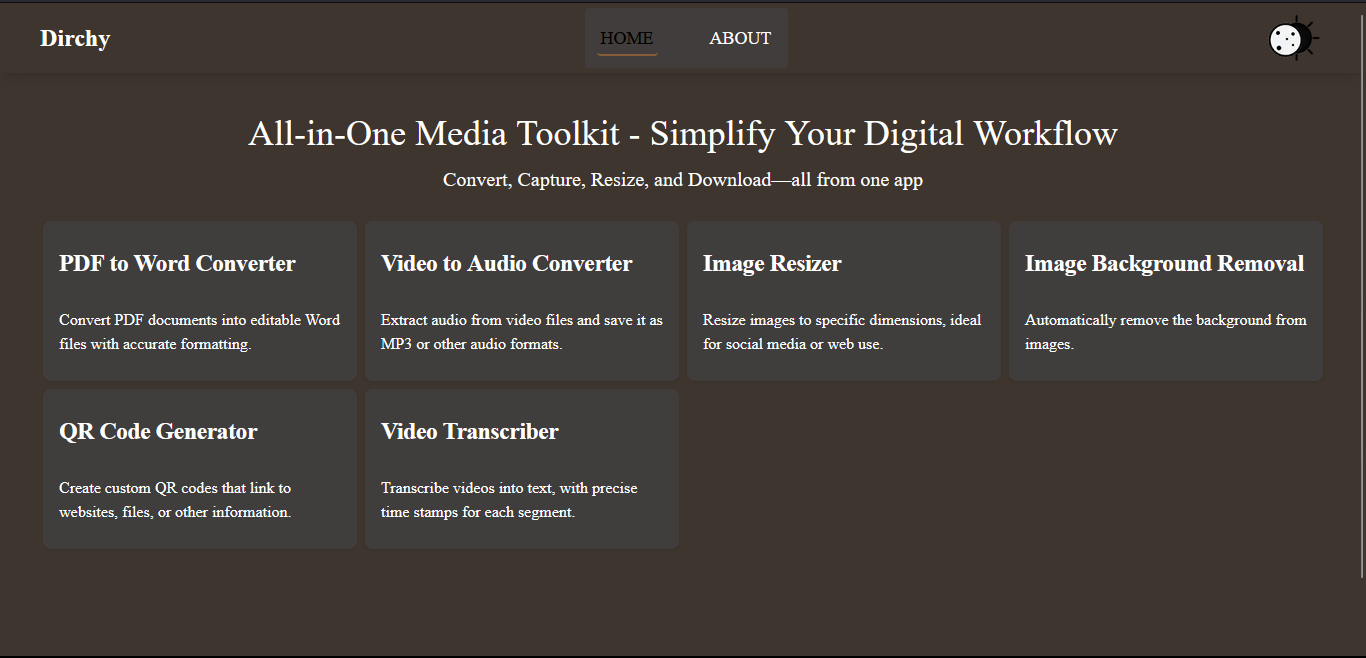 Dirchy
HOME
ABOUT
All-in-One Media Toolkit - Simplify Your Digital Workflow
Convert, Capture, Resize, and Download—all from one app
PDF to Word Converter
Convert PDF documents into editable Word
files with accurate formatting.
Video to Audio Converter
Extract audio from video files and save it as
MP3 or other audio formats.
Image Resizer
Resize images to specific dimensions, ideal
for social media or web use.
Image Background Removal
Automatically remove the background from
images.
QR Code Generator
Create custom QR codes that link to
websites, files, or other information.
Video Transcriber
Transcribe videos into text, with precise
time stamps for each segment.